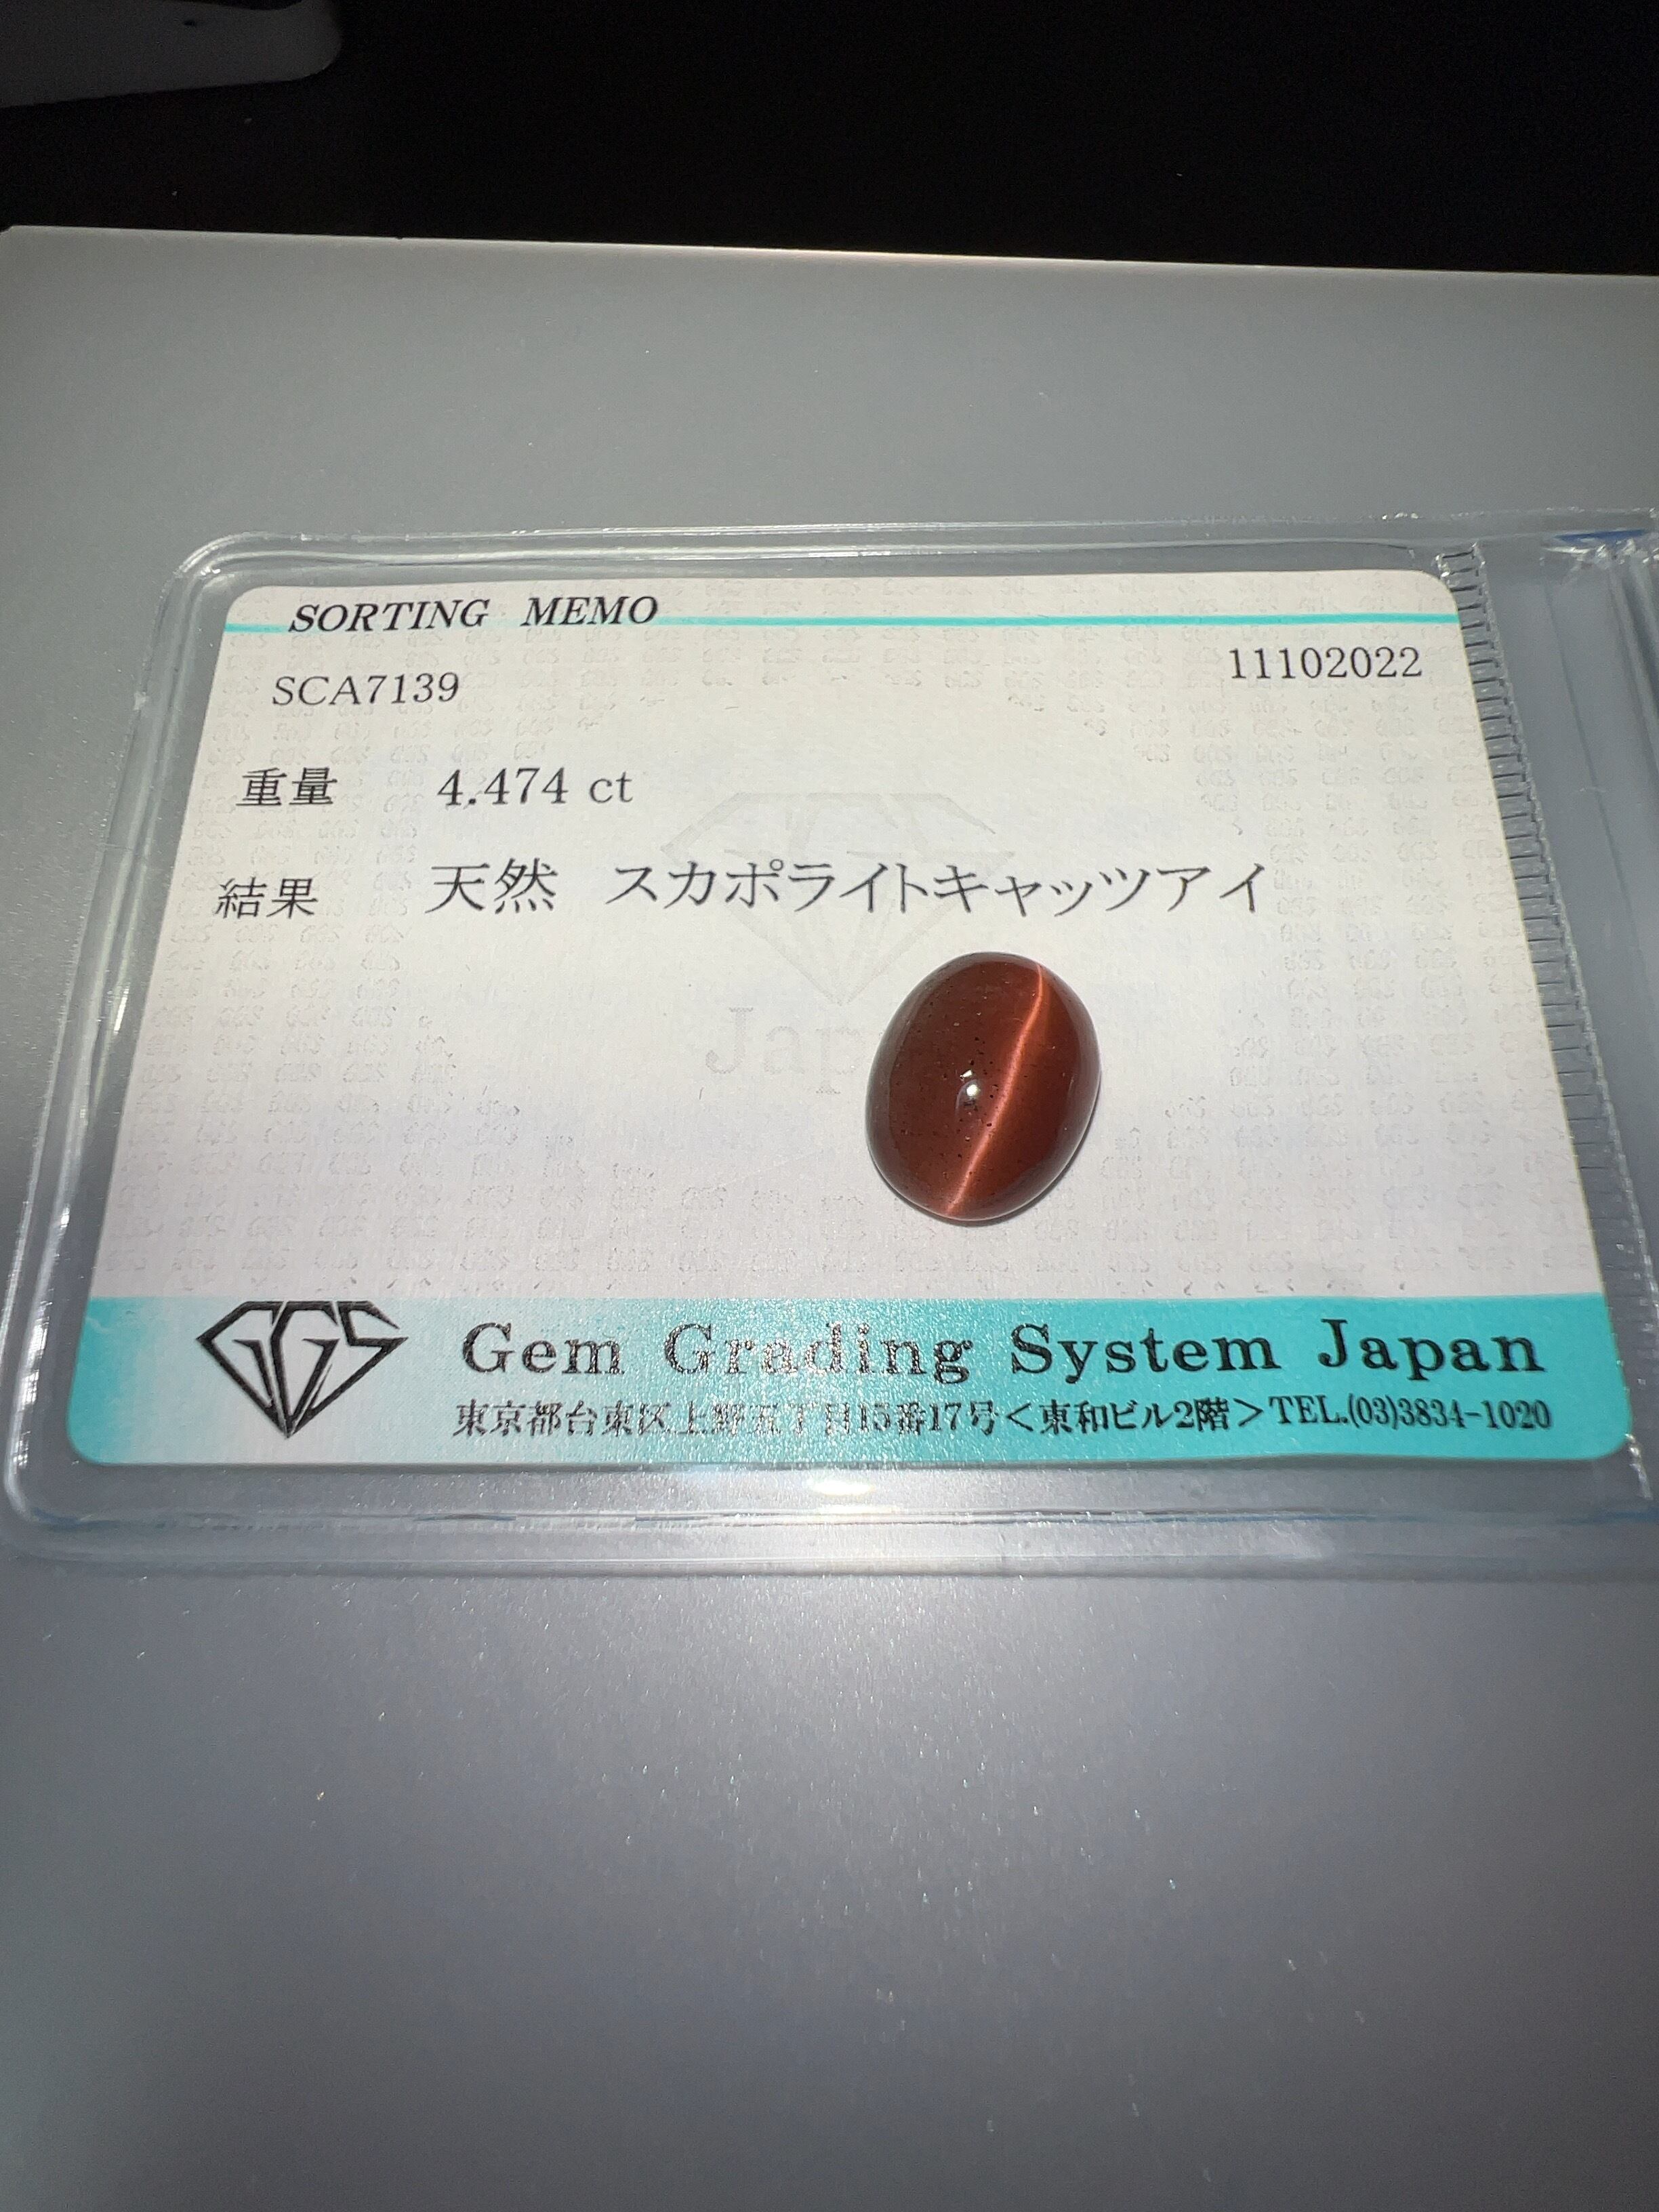 SORTING MEMO
SCA7139 11102022
重量 4.474 ct
結果 天然 スカポライトキャッツアイ
GGS Gem Grading System Japan
東京都台東区上野五丁目15番17号<東和ビル2階>TEL.(03)3834-1020